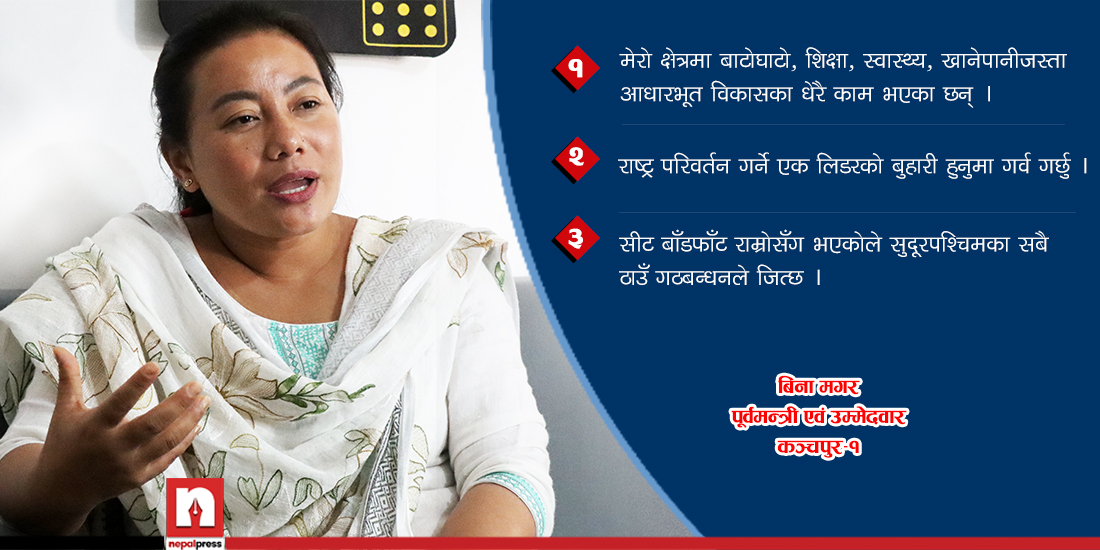 १
मेरो क्षेत्रमा बाटोघाटो, शिक्षा, स्वास्थ्य, खानेपानीजस्ता
आधारभूत विकासका धेरै काम भएका छन् ।
२
राष्ट्र परिवर्तन गर्ने एक लिडरको बुहारी हुनुमा गर्व गर्छु ।
३
सीट बाँडफाँट राम्रोसँग भएकोले सुदूरपश्चिमका सबै
ठाउँ गठबन्धनले जित्छ ।
बिना मगर
पूर्वमन्त्री एवं उम्मेदवार
कञ्चपुर-१
n
nepalpress